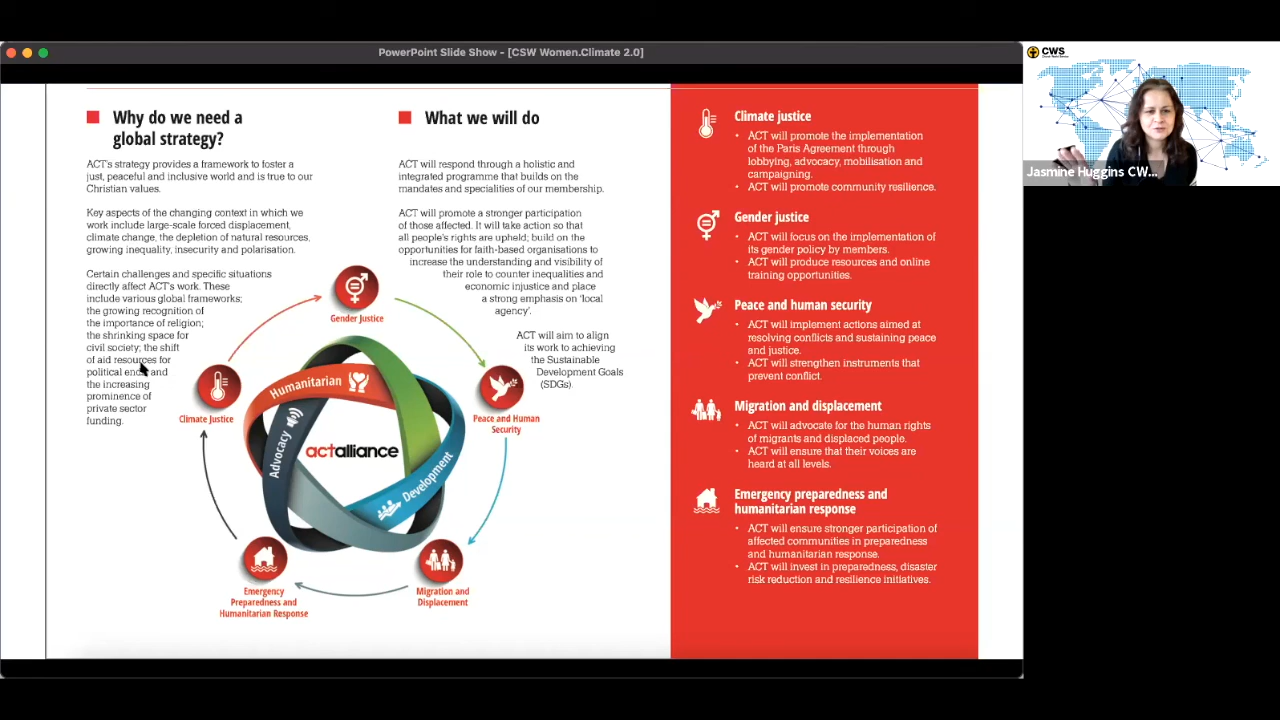 PowerPoint Slide Show - [CSW Women.Climate 2.0]
Why do we need a
global strategy?
ACT's strategy provides a framework to foster a
just, peaceful and inclusive world and is true to our
Christian values.
Key aspects of the changing context in which we
work include large-scale forced displacement,
climate change, the depletion of natural resources,
growing inequality, insecurity and polarisation.
Certain challenges and specific situations
directly affect ACT's work. These
include various global frameworks;
the growing recognition of
the importance of religion;
the shrinking space for
civil society; the shift
of aid resources for
political ends and
the increasing
prominence of
private sector
funding.
What we will do
ACT will respond through a holistic and
integrated programme that builds on the
mandates and specialities of our membership.
ACT will promote a stronger participation
of those affected. It will take action so that
all people's rights are upheld; build on the
opportunities for faith-based organisations to
increase the understanding and visibility of
their role to counter inequalities and
economic injustice and place
a strong emphasis on 'local
agency'.
ACT will aim to align
its work to achieving
the Sustainable
Development Goals
(SDGs).
Gender Justice
Climate Justice
Peace and Human
Security
Humanitarian
Advocacy
Development
actalliance
Emergency
Preparedness and
Humanitarian Response
Migration and
Displacement
Climate justice
• ACT will promote the implementation
of the Paris Agreement through
lobbying, advocacy, mobilisation and
campaigning.
• ACT will promote community resilience.
Gender justice
• ACT will focus on the implementation of
its gender policy by members.
• ACT will produce resources and online
training opportunities.
Peace and human security
• ACT will implement actions aimed at
resolving conflicts and sustaining peace
and justice.
• ACT will strengthen instruments that
prevent conflict.
Migration and displacement
• ACT will advocate for the human rights
of migrants and displaced people.
• ACT will ensure that their voices are
heard at all levels.
Emergency preparedness and
humanitarian response
• ACT will ensure stronger participation of
affected communities in preparedness
and humanitarian response.
• ACT will invest in preparedness, disaster
risk reduction and resilience initiatives.
CWS
Jasmine Huggins CW...